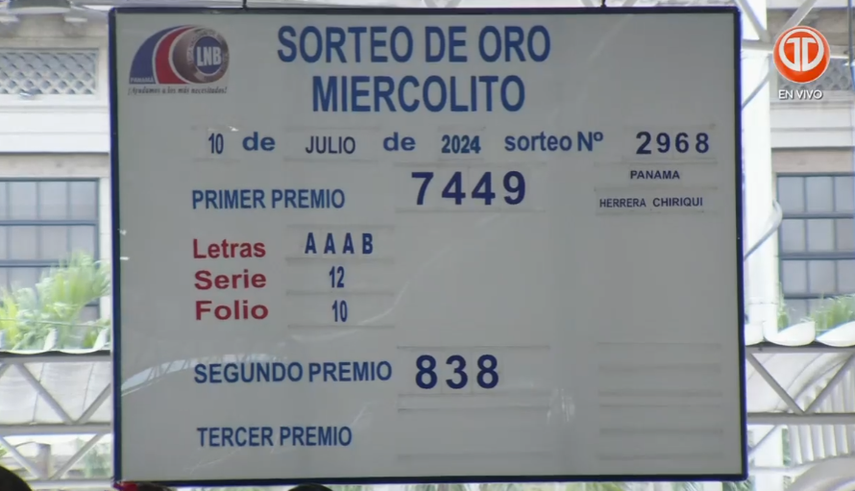 SORTEO DE ORO
MIERCOLITO
LNB
PANAMA
¡Ayudamos a los más necesitados!
EN VIVO
10 de JULIO de 2024 sorteo Nº 2968
PRIMER PREMIO 7449
PANAMA
HERRERA CHIRIQUI
Letras AAAB
Serie 12
Folio 10
SEGUNDO PREMIO 838
TERCER PREMIO